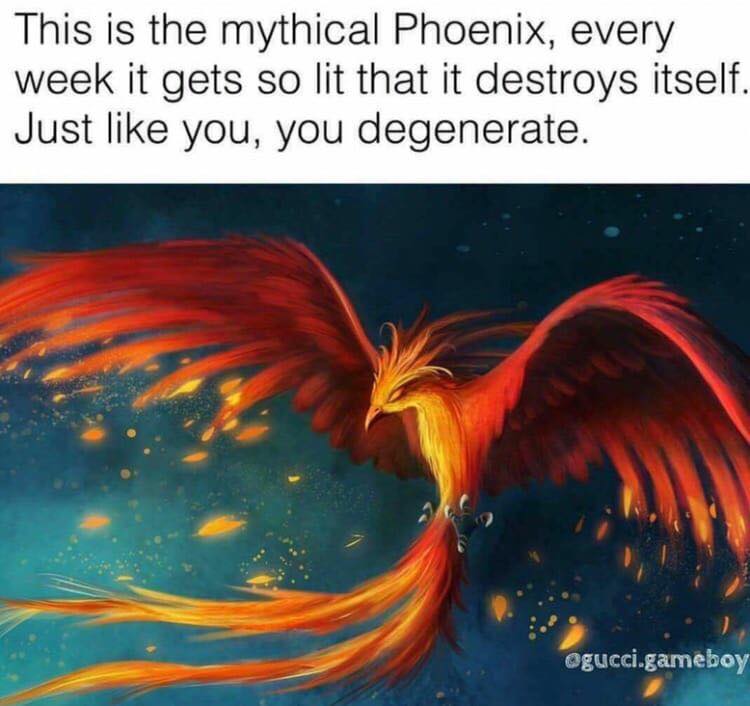 This is the mythical Phoenix, every
week it gets so lit that it destroys itself.
Just like you, you degenerate.
@gucci.gameboy